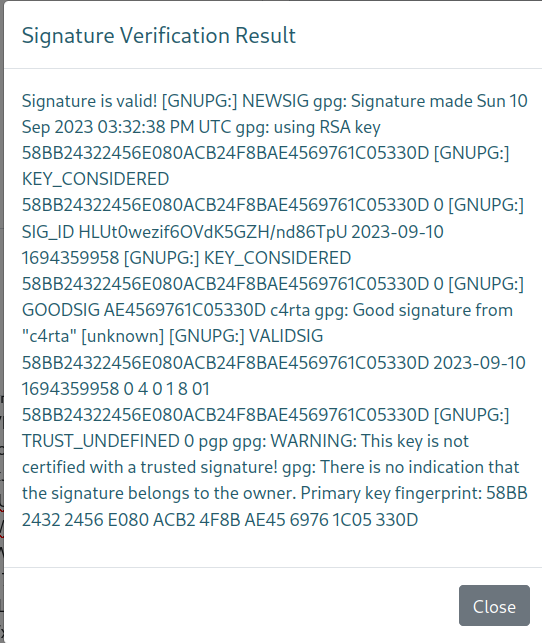 Signature Verification Result
Signature is valid! [GNUPG:] NEWSIG gpg: Signature made Sun 10
Sep 2023 03:32:38 PM UTC gpg: using RSA key
58BB24322456E080ACB24F8BAE4569761C05330D [GNUPG:]
KEY_CONSIDERED
58BB24322456E080ACB24F8BAE4569761C05330D 0 [GNUPG:]
SIG_ID HLUt0wezif6OVdK5GZH/nd86TpU 2023-09-10
1694359958 [GNUPG:] KEY_CONSIDERED
58BB24322456E080ACB24F8BAE4569761C05330D 0 [GNUPG:]
GOODSIG AE4569761C05330D c4rta gpg: Good signature from
"c4rta" [unknown] [GNUPG:] VALIDSIG
58BB24322456E080ACB24F8BAE4569761C05330D 2023-09-10
1694359958 0 4 0 1 8 01
58BB24322456E080ACB24F8BAE4569761C05330D [GNUPG:]
TRUST_UNDEFINED 0 pgp gpg: WARNING: This key is not
certified with a trusted signature! gpg: There is no indication that
the signature belongs to the owner. Primary key fingerprint: 58BB
2432 2456 E080 ACB2 4F8B AE45 6976 1C05 330D
Close